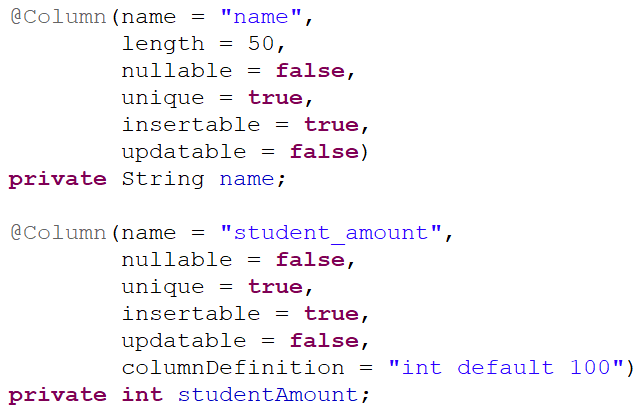 @Column(name = "name",
        length = 50,
        nullable = false,
        unique = true,
        insertable = true,
        updatable = false)
private String name;

@Column(name = "student_amount",
        nullable = false,
        unique = true,
        insertable = true,
        updatable = false,
        columnDefinition = "int default 100")
private int studentAmount;